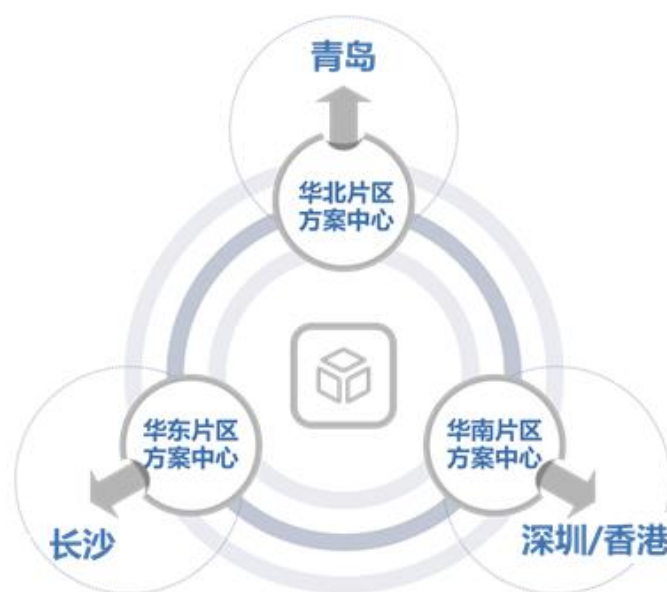 青岛
华北片区
方案中心
华东片区
方案中心
华南片区
方案中心
长沙
深圳/香港